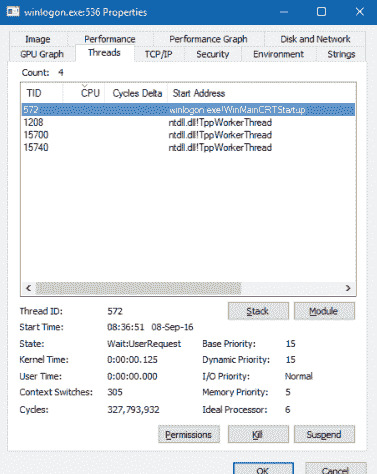 winlogon.exe:536 Properties
Image Performance Performance Graph Disk and Network
GPU Graph Threads TCP/IP Security Environment Strings
Count: 4
TID CPU Cycles Delta Start Address
572 winlogon.exe!WinMainCRTStartup
1208 ntdll.dll!TppWorkerThread
15700 ntdll.dll!TppWorkerThread
15740 ntdll.dll!TppWorkerThread
Thread ID: 572 Stack Module
Start Time: 08:36:51 08-Sep-16
State: Wait:UserRequest Base Priority: 15
Kernel Time: 0:00:00.125 Dynamic Priority: 15
User Time: 0:00:00.000 I/O Priority: Normal
Context Switches: 305 Memory Priority: 5
Cycles: 327,793,932 Ideal Processor: 6
Permissions Kill Suspend
OK Cancel